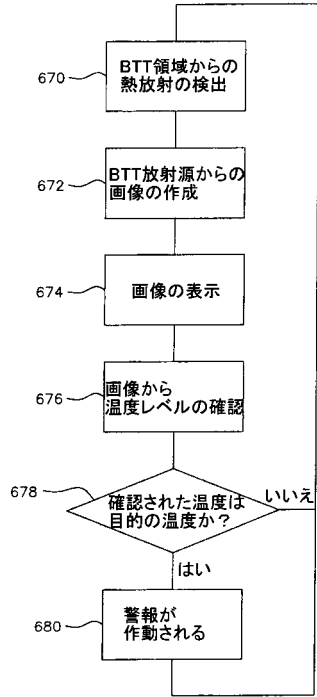 670
BTT領域からの
熱放射の検出
672
BTT放射源からの
画像の作成
674
画像の表示
676
画像から
温度レベルの確認
678
確認された温度は
目的の温度か？
いいえ
はい
680
警報が
作動される